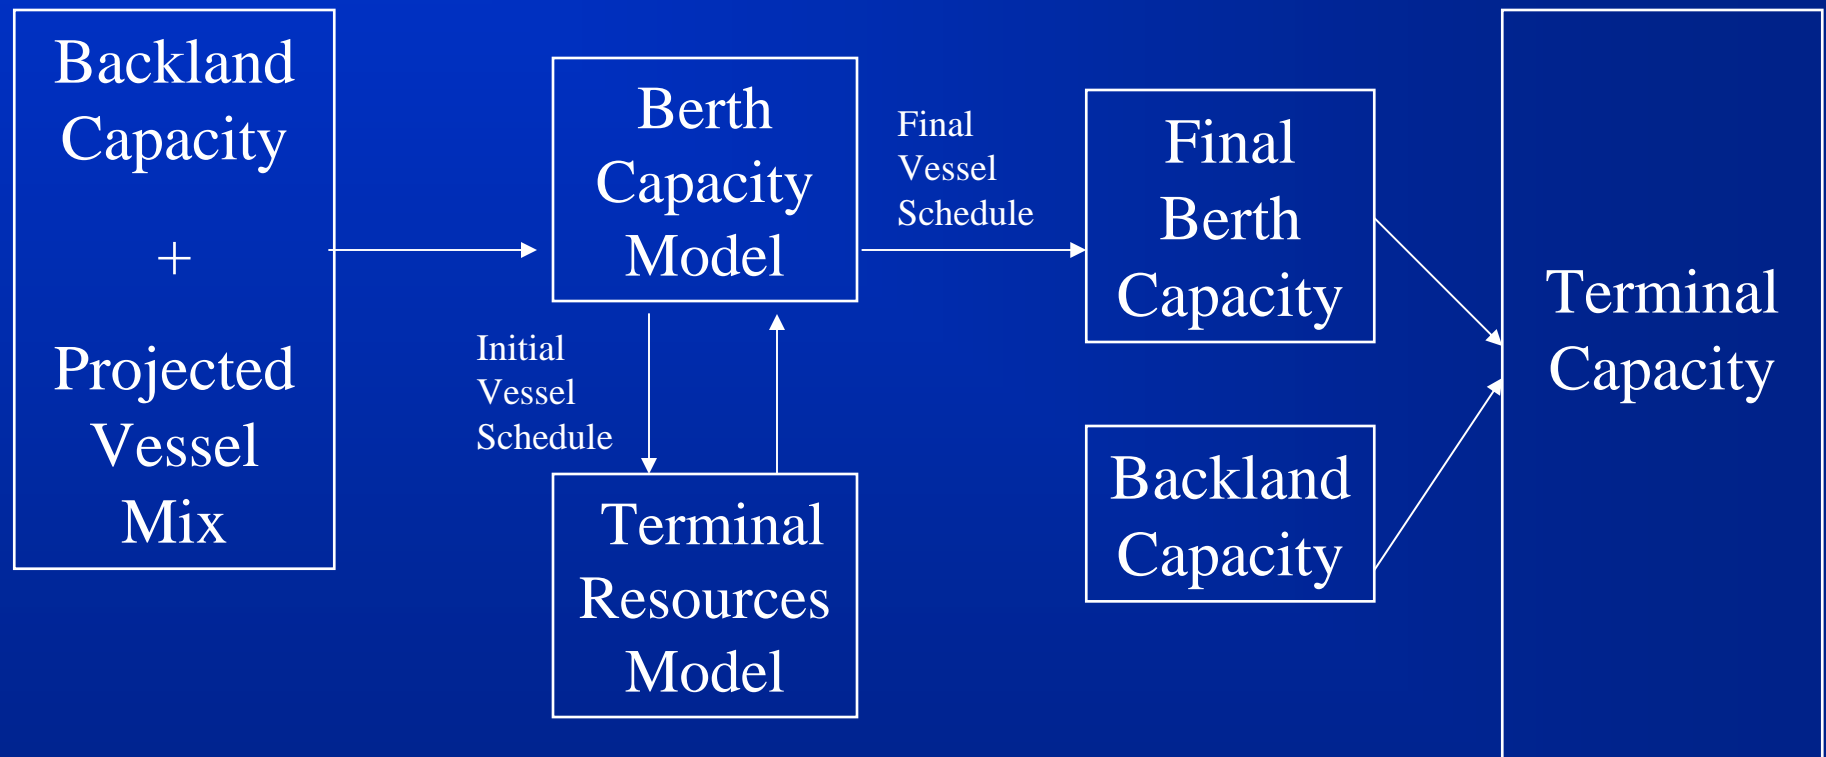 Backland
Capacity
+
Projected
Vessel
Mix
Berth
Capacity
Model
Initial
Vessel
Schedule
Terminal
Resources
Model
Final
Vessel
Schedule
Final
Berth
Capacity
Backland
Capacity
Terminal
Capacity